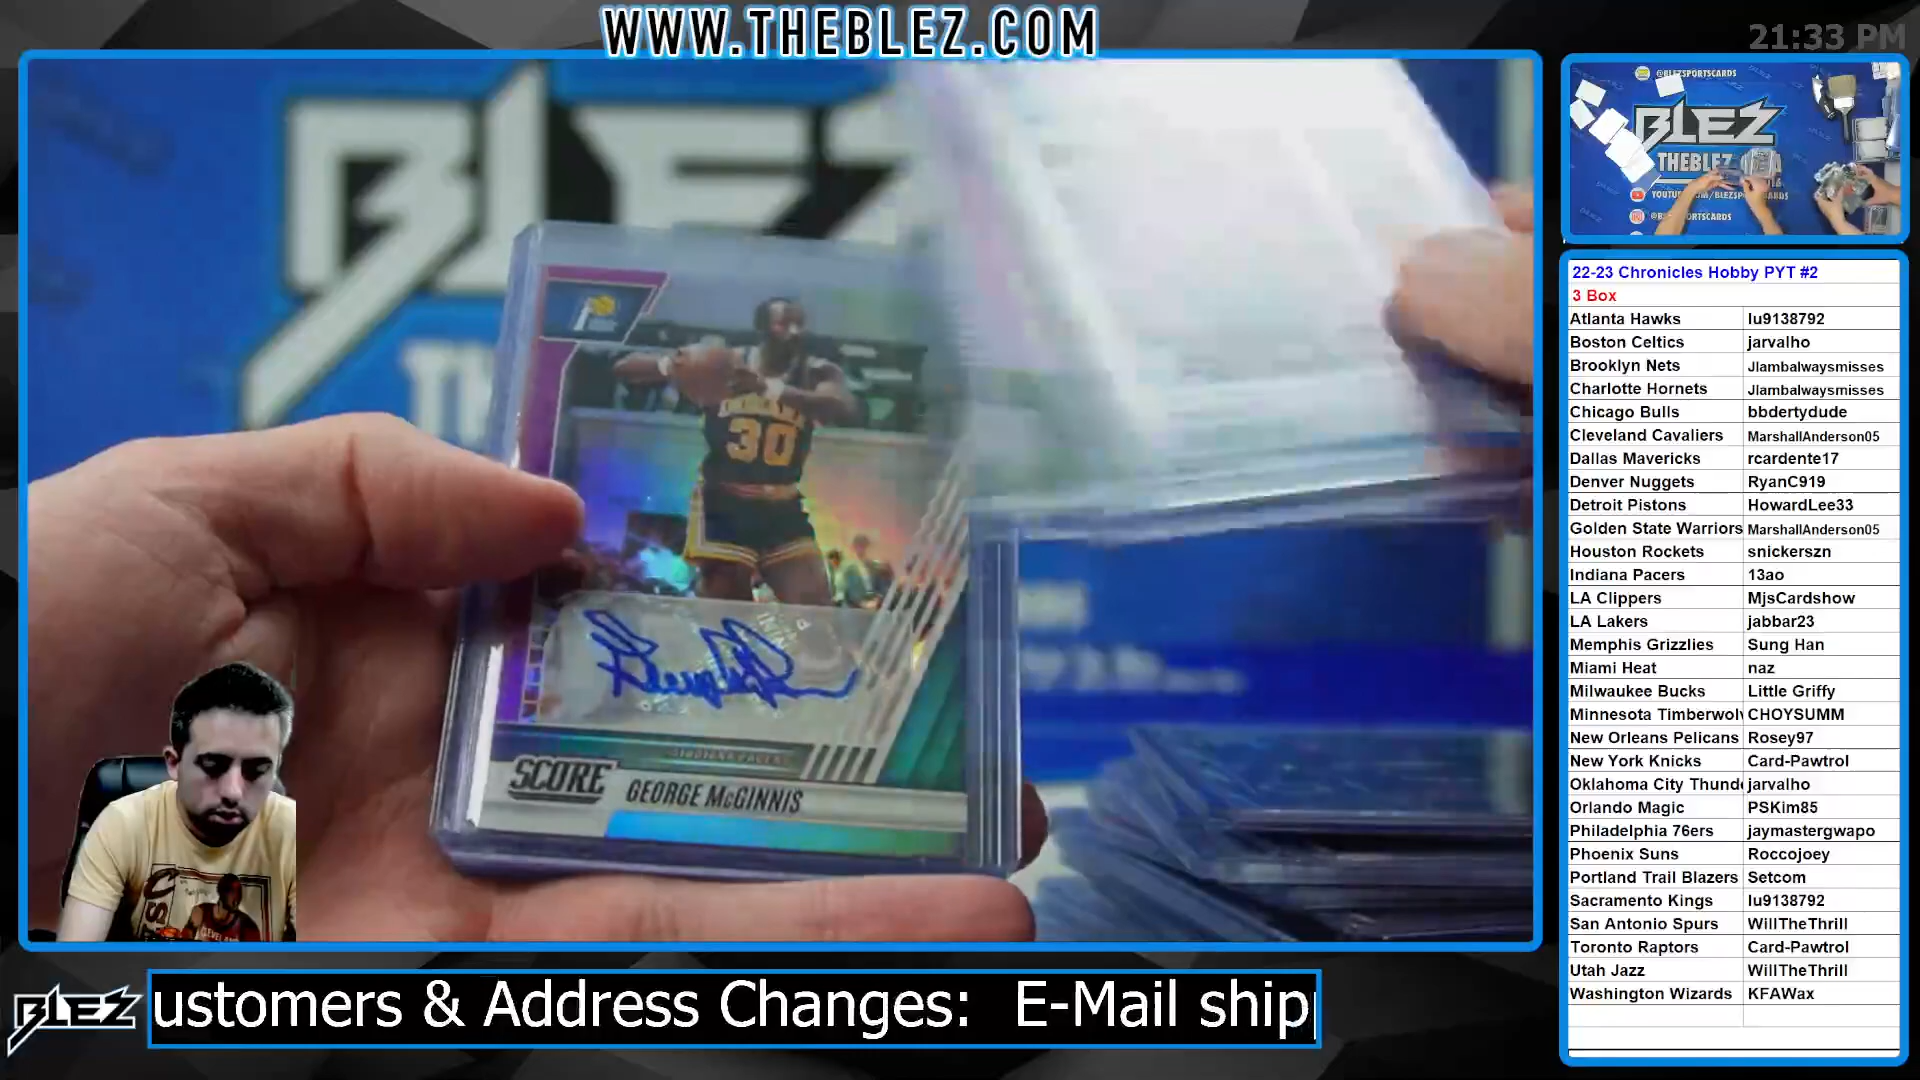 WWW.THEBLEZ.COM
21:33 PM
BLEZ
INDIANA
30
SCORE
GEORGE McGINNIS
@BLEZSPORTSCARDS
BLEZ
22-23 Chronicles Hobby PYT #2
3 Box
Atlanta Hawks lu9138792
Boston Celtics jarvalho
Brooklyn Nets Jlambalwaysmisses
Charlotte Hornets Jlambalwaysmisses
Chicago Bulls bbdertydude
Cleveland Cavaliers MarshallAnderson05
Dallas Mavericks rcardente17
Denver Nuggets RyanC919
Detroit Pistons HowardLee33
Golden State Warriors MarshallAnderson05
Houston Rockets snickerszn
Indiana Pacers 13ao
LA Clippers MjsCardshow
LA Lakers jabbar23
Memphis Grizzlies Sung Han
Miami Heat naz
Milwaukee Bucks Little Griffy
Minnesota Timberwolv CHOYSUMM
New Orleans Pelicans Rosey97
New York Knicks Card-Pawtrol
Oklahoma City Thund jarvalho
Orlando Magic PSKim85
Philadelphia 76ers jaymastergwapo
Phoenix Suns Roccojoey
Portland Trail Blazers Setcom
Sacramento Kings lu9138792
San Antonio Spurs WillTheThrill
Toronto Raptors Card-Pawtrol
Utah Jazz WillTheThrill
Washington Wizards KFAWax
BLEZ
ustomers & Address Changes: E-Mail shipp